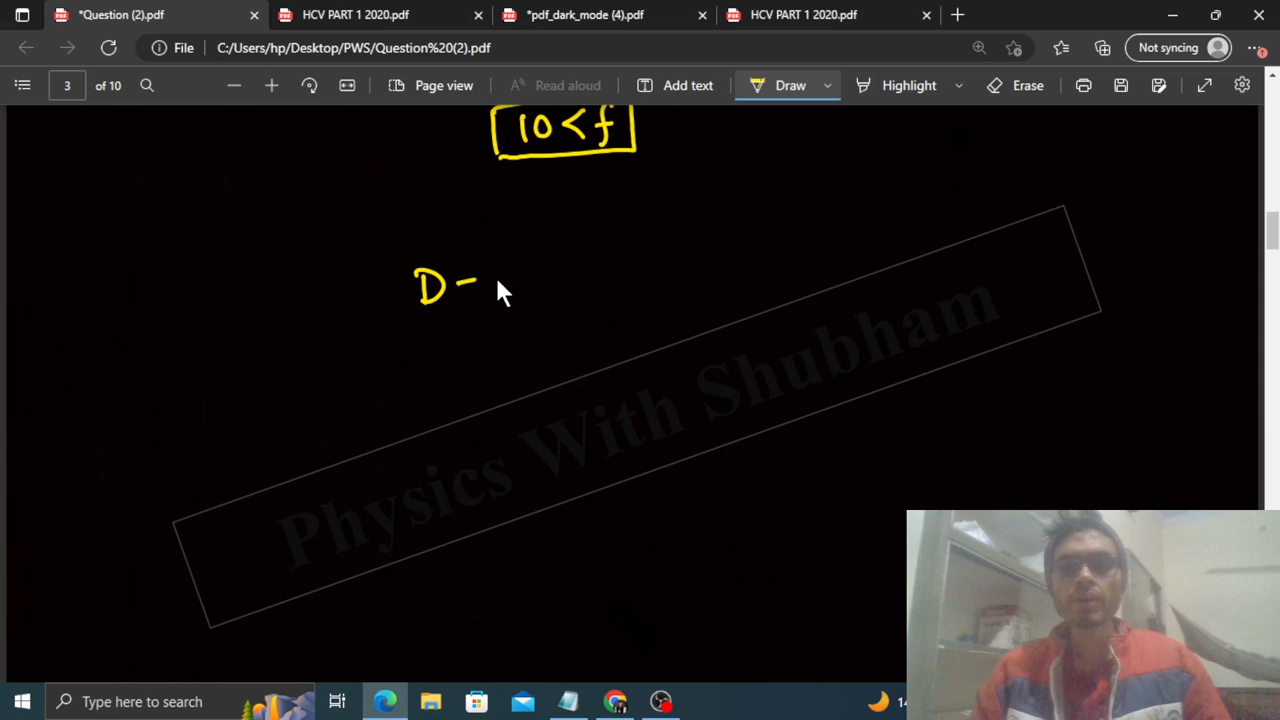 *Question (2).pdf
HCV PART 1 2020.pdf
*pdf_dark_mode (4).pdf
HCV PART 1 2020.pdf
File
C:/Users/hp/Desktop/PWS/Question%20(2).pdf
Not syncing
3 of 10
Page view
Read aloud
Add text
Draw
Highlight
Erase
10 < f
D -
Physics With Shubham
Type here to search